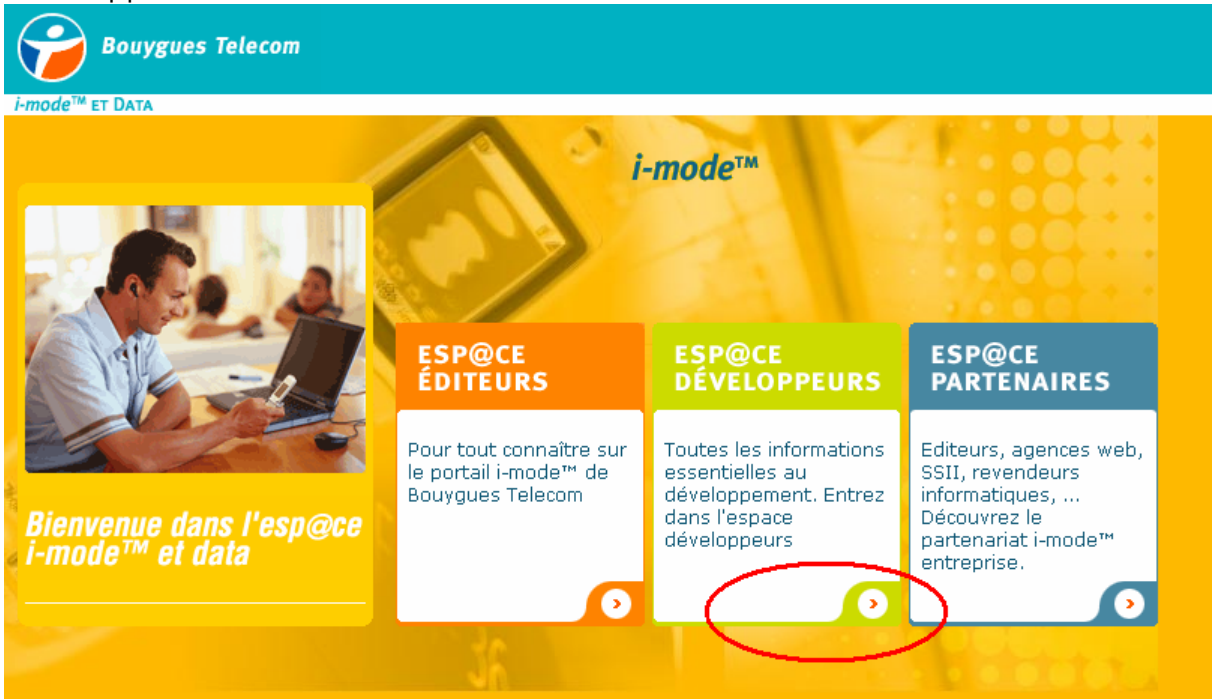 Bouygues Telecom
i-mode™ ET DATA
i-mode™
Bienvenue dans l'esp@ce
i-mode™ et data
ESP@CE
ÉDITEURS
Pour tout connaître sur
le portail i-mode™ de
Bouygues Telecom
ESP@CE
DÉVELOPPEURS
Toutes les informations
essentielles au
développement. Entrez
dans l'espace
développeurs
ESP@CE
PARTENAIRES
Editeurs, agences web,
SSII, revendeurs
informatiques, ...
Découvrez le
partenariat i-mode™
entreprise.